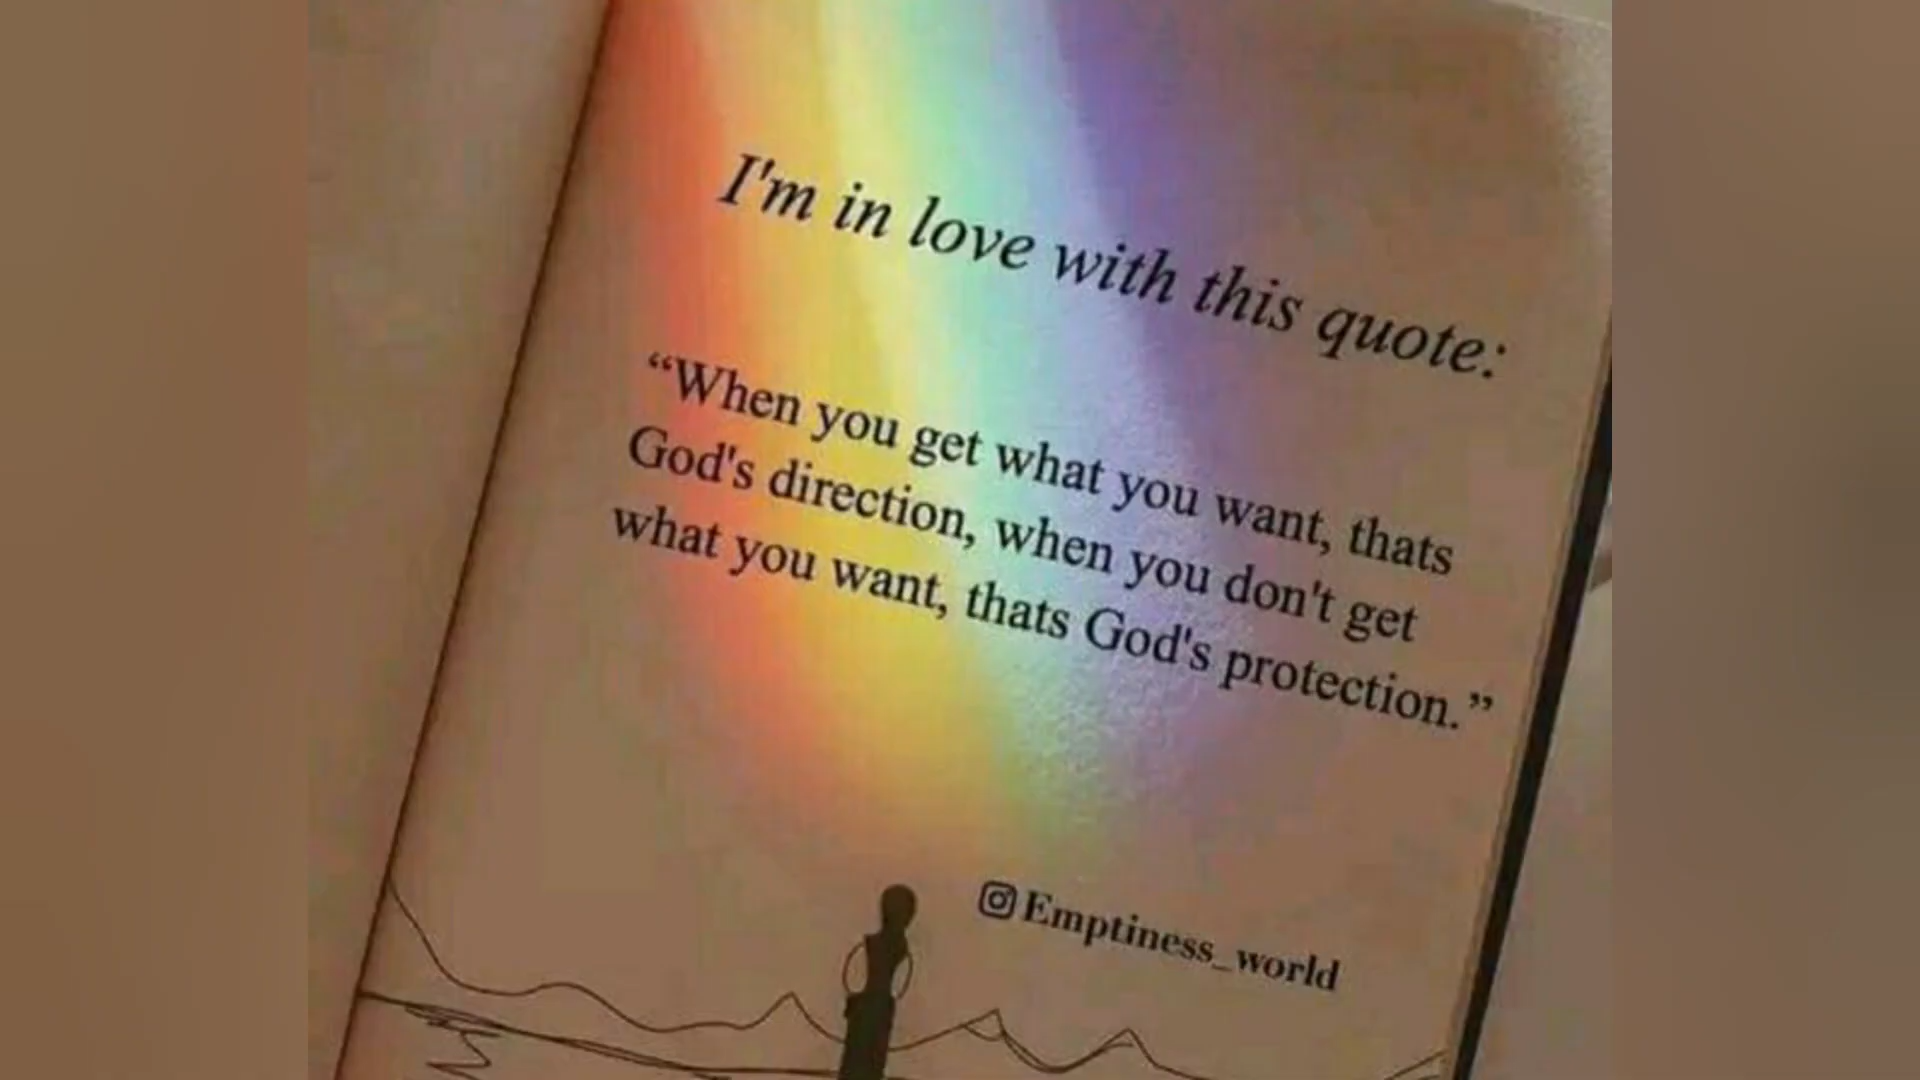 I'm in love with this quote:
“When you get what you want, thats
God's direction, when you don't get
what you want, thats God's protection.”
Emptiness_world